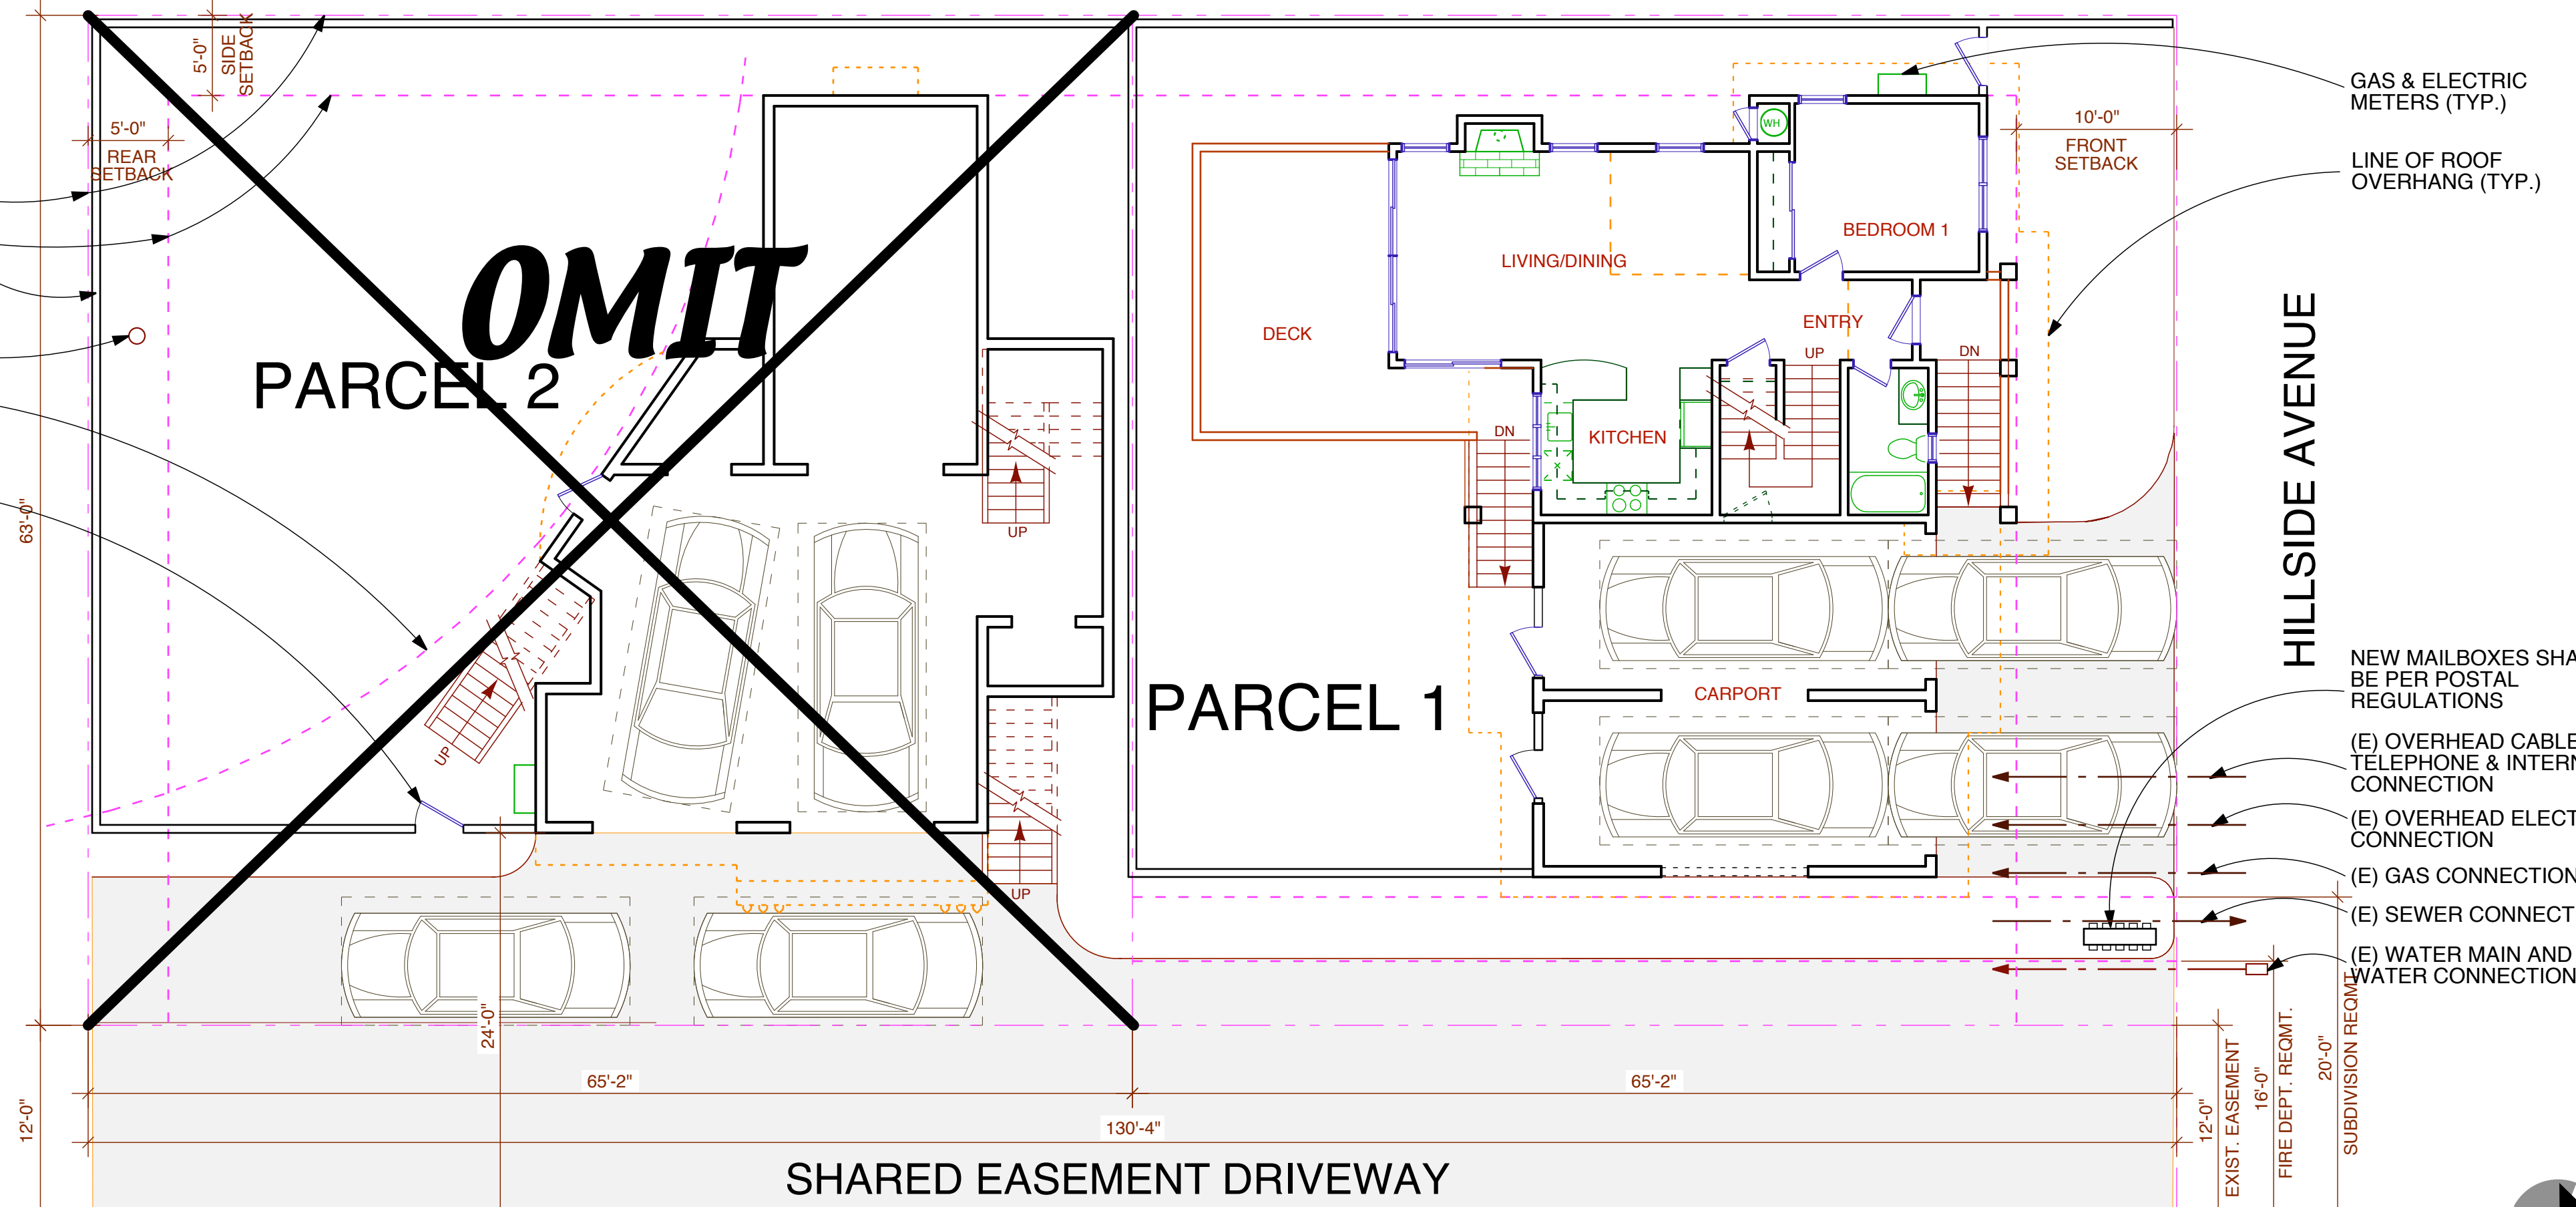 5'-0"
SIDE
SETBACK
5'-0"
REAR
SETBACK
OMIT
PARCEL 2
63'-0"
UP
UP
UP
24'-0"
12'-0"
GAS & ELECTRIC
METERS (TYP.)
10'-0"
FRONT
SETBACK
LINE OF ROOF
OVERHANG (TYP.)
WH
BEDROOM 1
LIVING/DINING
DECK
ENTRY
UP
DN
DN
KITCHEN
HILLSIDE AVENUE
PARCEL 1
CARPORT
NEW MAILBOXES SHA
BE PER POSTAL
REGULATIONS
(E) OVERHEAD CABLE
TELEPHONE & INTERN
CONNECTION
(E) OVERHEAD ELECT
CONNECTION
(E) GAS CONNECTION
(E) SEWER CONNECT
(E) WATER MAIN AND
WATER CONNECTION
65'-2"
65'-2"
130'-4"
12'-0"
EXIST. EASEMENT
16'-0"
FIRE DEPT. REQMT.
20'-0"
SUBDIVISION REQMT.
SHARED EASEMENT DRIVEWAY